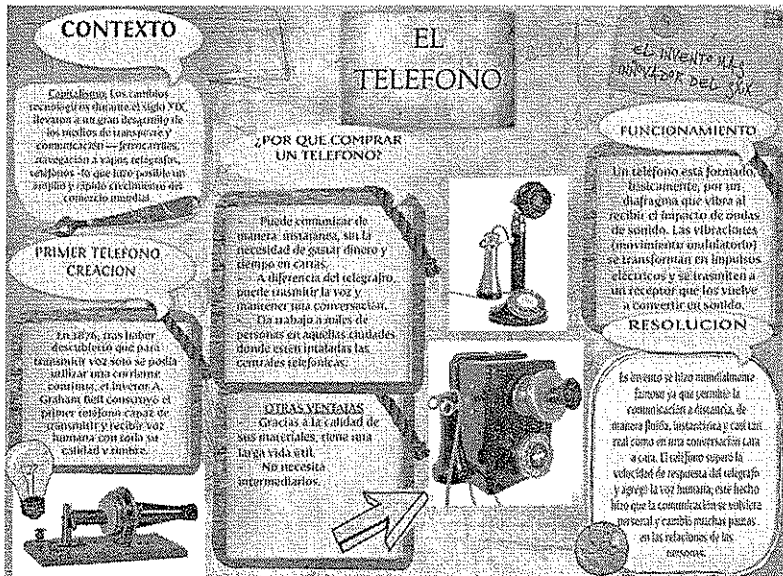 CONTEXTO
Capitalismo: Los cambios
tecnológicos durante el siglo XIX,
llevaron a un gran desarrollo de
los medios de transporte y
comunicación — ferrocarriles,
navegación a vapor, telégrafos,
teléfonos -lo que hizo posible un
amplio y rápido crecimiento del
comercio mundial.
PRIMER TELEFONO
CREACION
En 1876, tras haber
descubierto que para
transmitir voz sólo se podía
utilizar una corriente
continua, el inventor A.
Graham Bell construyó el
primer teléfono capaz de
transmitir y recibir voz
humana con toda su
calidad y timbre.
EL
TELEFONO
¿POR QUE COMPRAR
UN TELEFONO?
Puede comunicar de
manera instatanea, sin la
necesidad de gastar dinero y
tiempo en cartas.
A diferencia del telegrafro,
puede trasmitir la voz y
mantener una conversación.
Da trabajo a miles de
personas en aquellas ciudades
donde esten intaladas las
centrales telefonicas.
OTRAS VENTAJAS
Gracias a la calidad de
sus materiales, tiene una
larga vida útil.
No necesita
intermediarios.
EL INVENTO MAS
INNOVADOR DEL SXIX
FUNCIONAMIENTO
Un teléfono está formado,
básicamente, por un
diafragma que vibra al
recibir el impacto de ondas
de sonido. Las vibraciones
(movimiento ondulatorio)
se transforman en impulsos
eléctricos y se trasmiten a
un receptor que los vuelve
a convertir en sonido.
RESOLUCION
Es invento se hizo mundialmente
famoso ya que permitió la
comunicación a distancia, de
manera fluida, instantánea y casi tan
real como en una conversación cara
a cara. El teléfono superó la
velocidad de respuesta del telégrafo
y agregó la voz humana; este hecho
hizo que la comunicación se volviera
personal y cambió muchas pautas
en las relaciones de las
personas.